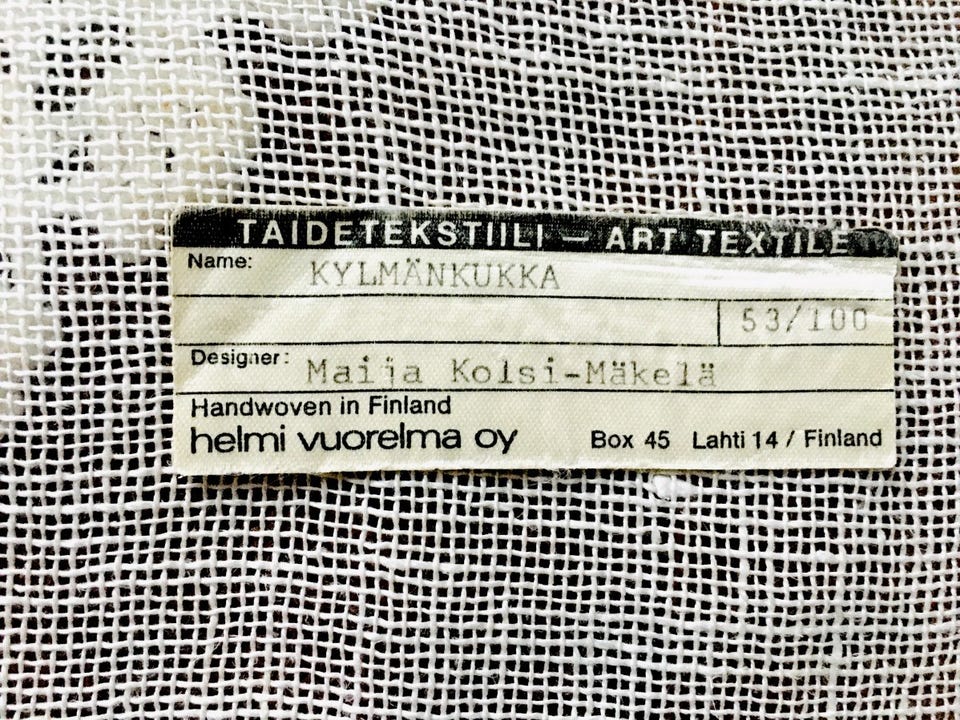 TAIDETEKSTIILI — ART TEXTILE
Name: KYLMÄNKUKKA
53/100
Designer: Maija Kolsi-Mäkelä
Handwoven in Finland
helmi vuorelma oy Box 45 Lahti 14 / Finland